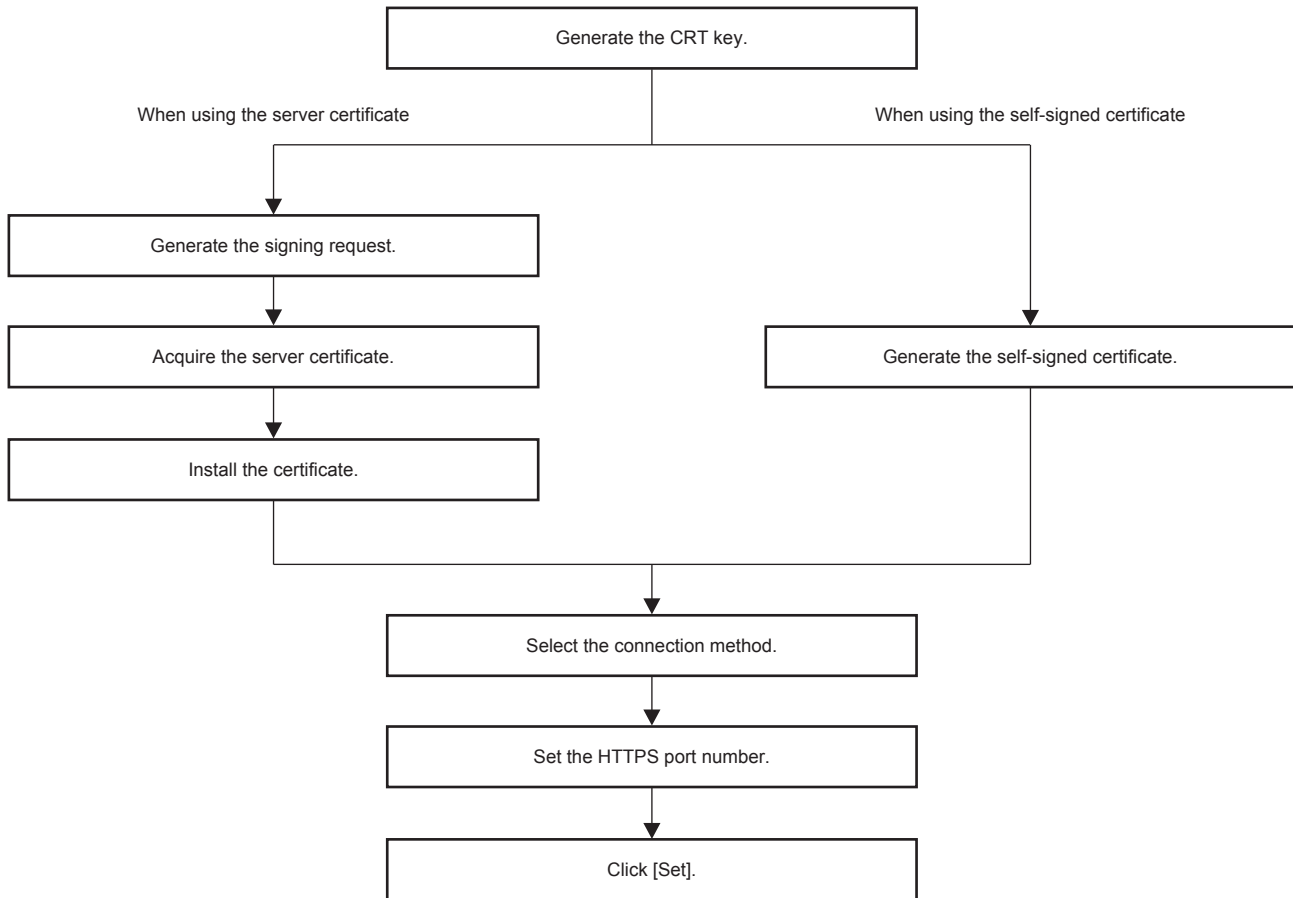 Generate the CRT key.
When using the server certificate
When using the self-signed certificate
Generate the signing request.
Acquire the server certificate.
Generate the self-signed certificate.
Install the certificate.
Select the connection method.
Set the HTTPS port number.
Click [Set].